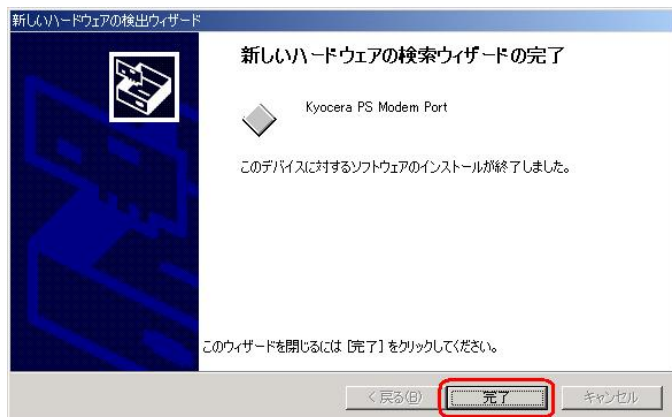 新しいハードウェアの検出ウィザード
新しいハードウェアの検索ウィザードの完了
Kyocera PS Modem Port
このデバイスに対するソフトウェアのインストールが終了しました。
このウィザードを閉じるには [完了] をクリックしてください。
< 戻る(B)
完了
キャンセル